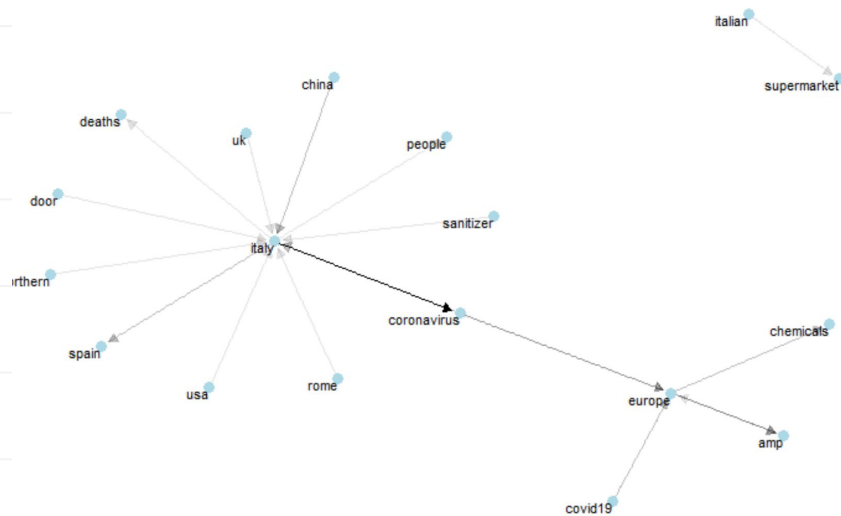 italian
supermarket
china
deaths
uk
people
door
sanitizer
italy
rthern
coronavirus
chemicals
spain
usa
rome
europe
amp
covid19